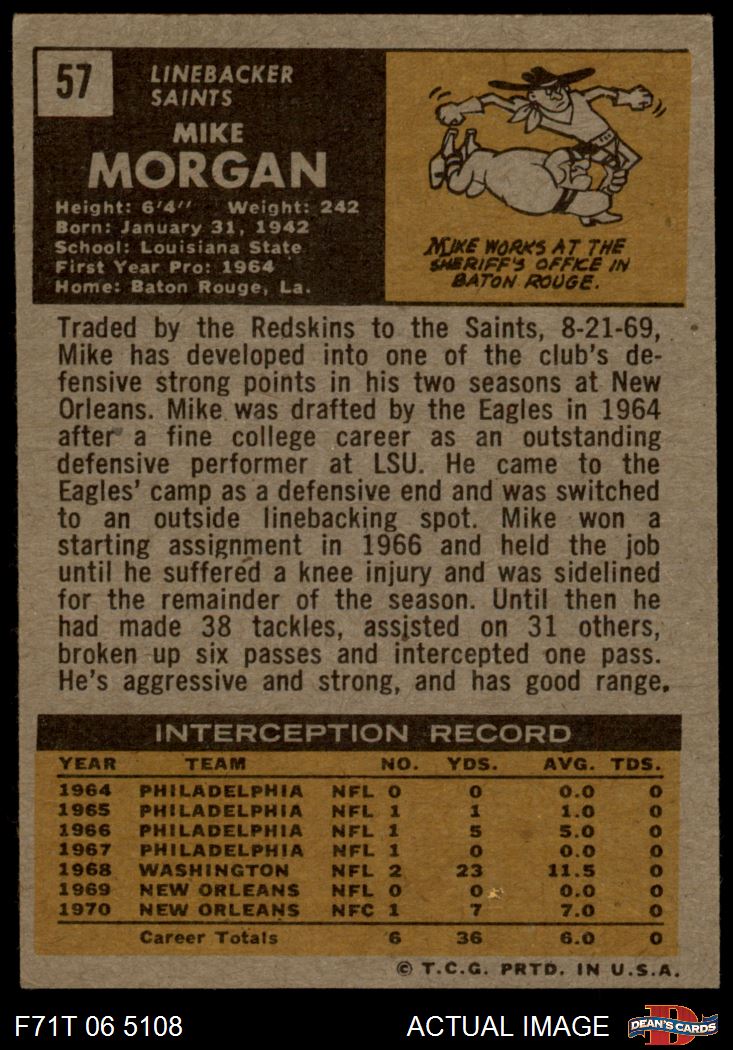 57
LINEBACKER
SAINTS
MIKE
MORGAN
Height: 6'4'' Weight: 242
Born: January 31, 1942
School: Louisiana State
First Year Pro: 1964
Home: Baton Rouge, La.
MIKE WORKS AT THE
SHERIFF'S OFFICE IN
BATON ROUGE.
Traded by the Redskins to the Saints, 8-21-69,
Mike has developed into one of the club's de-
fensive strong points in his two seasons at New
Orleans. Mike was drafted by the Eagles in 1964
after a fine college career as an outstanding
defensive performer at LSU. He came to the
Eagles' camp as a defensive end and was switched
to an outside linebacking spot. Mike won a
starting assignment in 1966 and held the job
until he suffered a knee injury and was sidelined
for the remainder of the season. Until then he
had made 38 tackles, assisted on 31 others,
broken up six passes and intercepted one pass.
He's aggressive and strong, and has good range.
INTERCEPTION RECORD
YEAR TEAM NO. YDS. AVG. TDS.
1964 PHILADELPHIA NFL 0 0 0.0 0
1965 PHILADELPHIA NFL 1 1 1.0 0
1966 PHILADELPHIA NFL 1 5 5.0 0
1967 PHILADELPHIA NFL 1 0 0.0 0
1968 WASHINGTON NFL 2 23 11.5 0
1969 NEW ORLEANS NFL 0 0 0.0 0
1970 NEW ORLEANS NFC 1 7 7.0 0
Career Totals 6 36 6.0 0
© T.C.G. PRTD. IN U.S.A.
F71T 06 5108 ACTUAL IMAGE DEAN'S CARDS